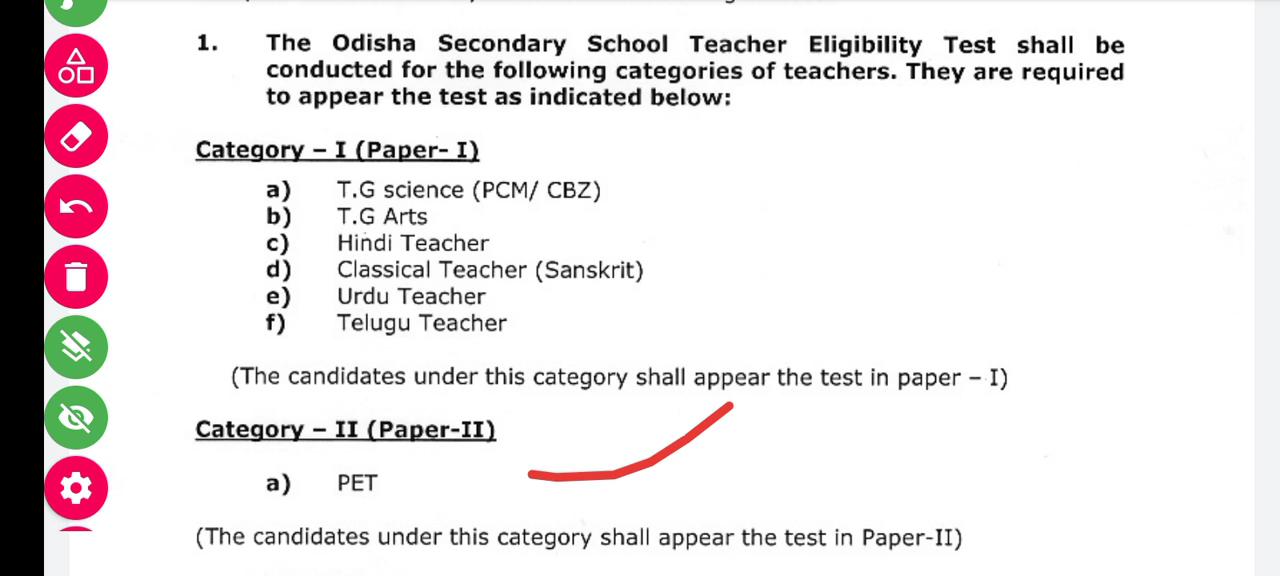 1. The Odisha Secondary School Teacher Eligibility Test shall be
conducted for the following categories of teachers. They are required
to appear the test as indicated below:
Category – I (Paper- I)
a) T.G science (PCM/ CBZ)
b) T.G Arts
c) Hindi Teacher
d) Classical Teacher (Sanskrit)
e) Urdu Teacher
f) Telugu Teacher
(The candidates under this category shall appear the test in paper – I)
Category – II (Paper-II)
a) PET
(The candidates under this category shall appear the test in Paper-II)